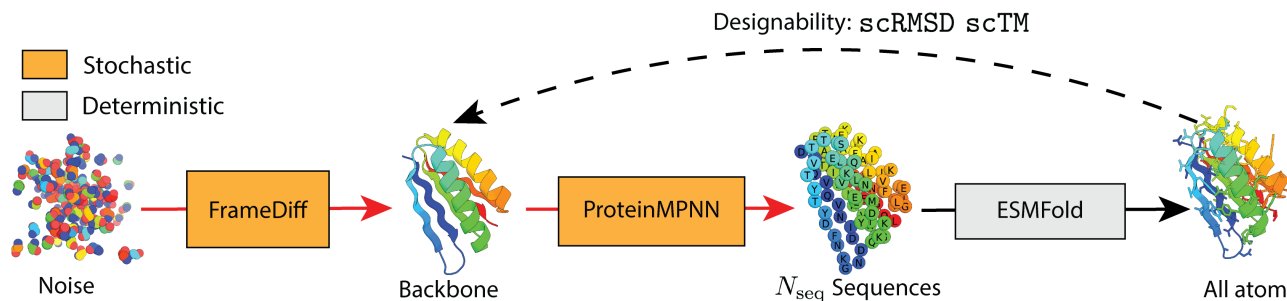 Designability: scRMSD scTM
Stochastic
Deterministic
FrameDiff
ProteinMPNN
ESMFold
Noise
Backbone
N_seq Sequences
All atom